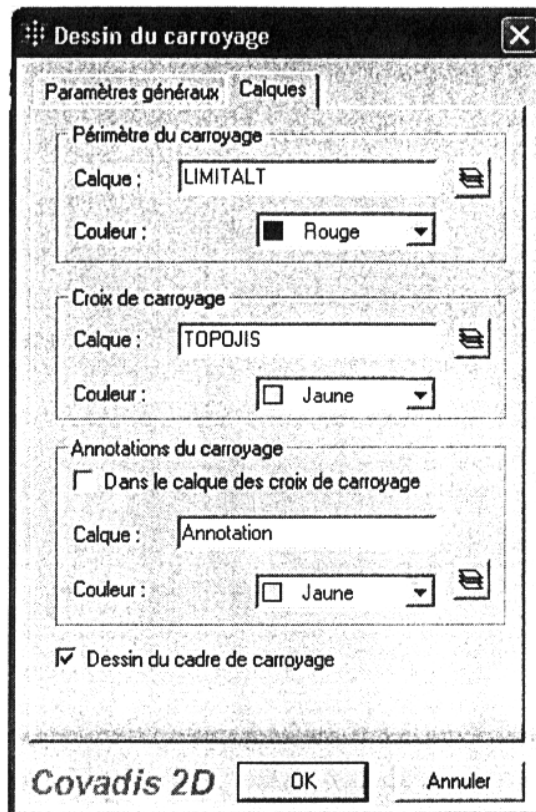 Dessin du carroyage
Paramètres généraux Calques
Périmètre du carroyage
Calque : LIMITALT
Couleur : Rouge
Croix de carroyage
Calque : TOPOJIS
Couleur : Jaune
Annotations du carroyage
Dans le calque des croix de carroyage
Calque : Annotation
Couleur : Jaune
Dessin du cadre de carroyage
Covadis 2D OK Annuler